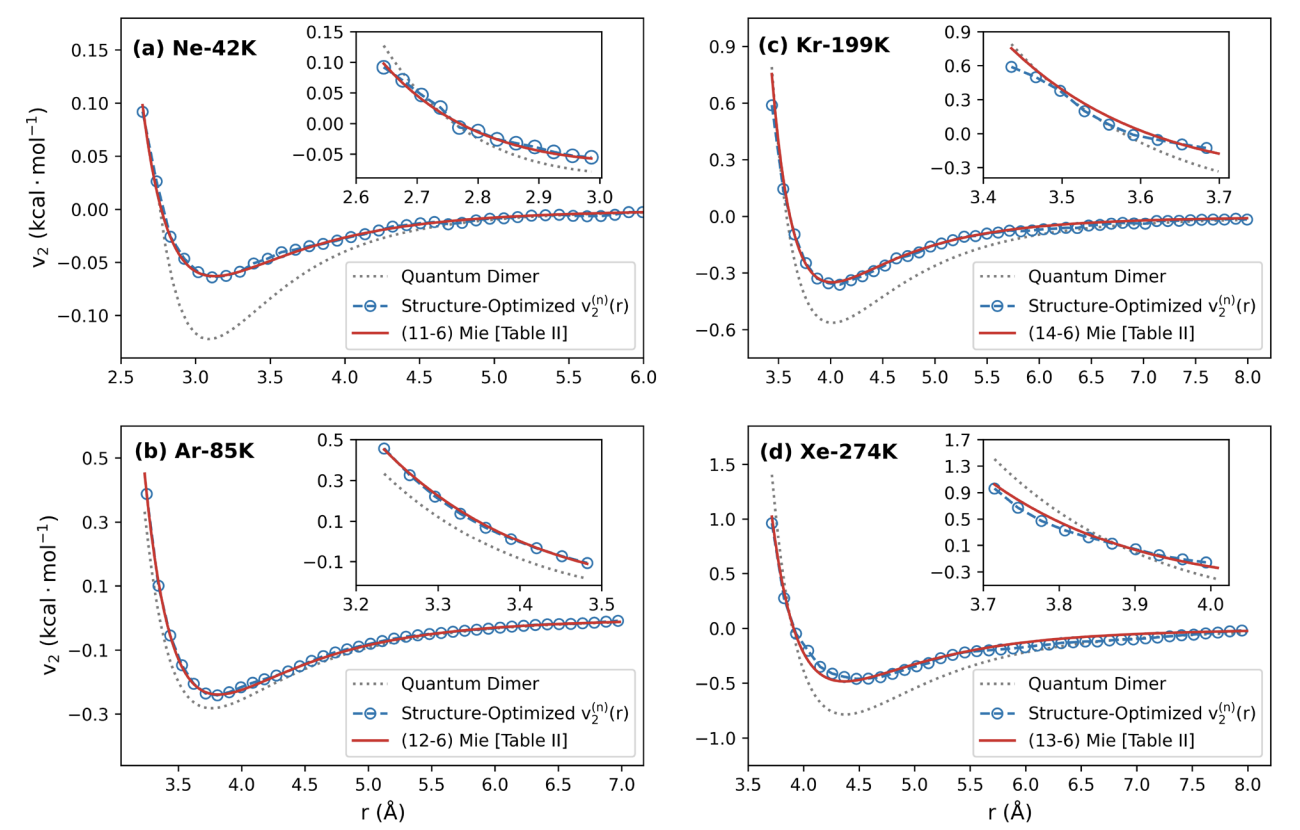 (a) Ne-42K
v₂ (kcal · mol⁻¹)
0.15
0.10
0.05
0.00
−0.05
−0.10
2.5 3.0 3.5 4.0 4.5 5.0 5.5 6.0
0.15
0.10
0.05
0.00
−0.05
2.6 2.7 2.8 2.9 3.0
Quantum Dimer
Structure-Optimized v₂⁽ⁿ⁾(r)
(11-6) Mie [Table II]
(c) Kr-199K
0.9
0.6
0.3
0.0
−0.3
−0.6
3.5 4.0 4.5 5.0 5.5 6.0 6.5 7.0 7.5 8.0
0.9
0.6
0.3
0.0
−0.3
3.4 3.5 3.6 3.7
Quantum Dimer
Structure-Optimized v₂⁽ⁿ⁾(r)
(14-6) Mie [Table II]
(b) Ar-85K
v₂ (kcal · mol⁻¹)
0.5
0.3
0.1
−0.1
−0.3
3.5 4.0 4.5 5.0 5.5 6.0 6.5 7.0
r (Å)
0.5
0.3
0.1
−0.1
3.2 3.3 3.4 3.5
Quantum Dimer
Structure-Optimized v₂⁽ⁿ⁾(r)
(12-6) Mie [Table II]
(d) Xe-274K
1.5
1.0
0.5
0.0
−0.5
−1.0
3.5 4.0 4.5 5.0 5.5 6.0 6.5 7.0 7.5 8.0
r (Å)
1.7
1.3
0.9
0.5
0.1
−0.3
3.7 3.8 3.9 4.0
Quantum Dimer
Structure-Optimized v₂⁽ⁿ⁾(r)
(13-6) Mie [Table II]